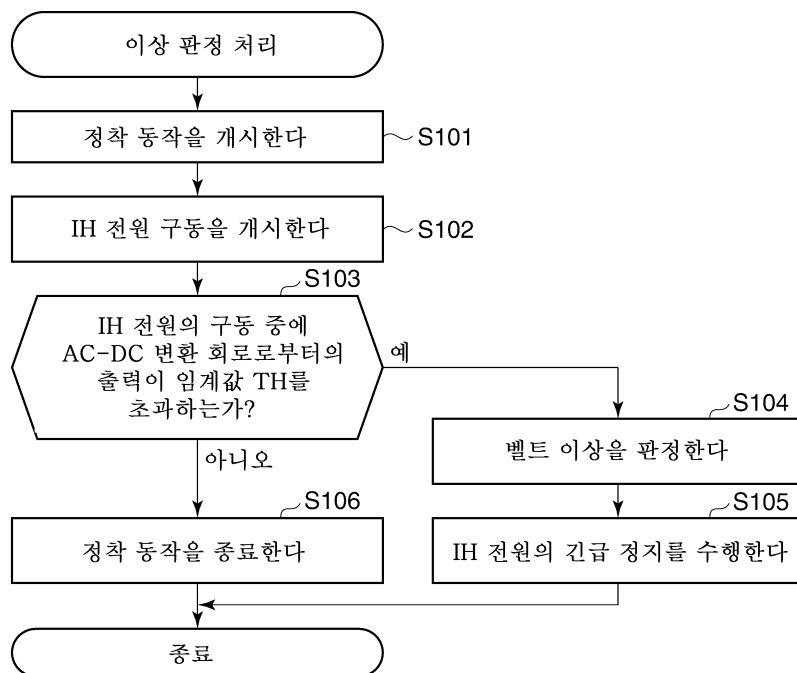 이상 판정 처리
정착 동작을 개시한다
S101
IH 전원 구동을 개시한다
S102
S103
IH 전원의 구동 중에
AC-DC 변환 회로로부터의
출력이 임계값 TH를
초과하는가?
예
아니오
S104
벨트 이상을 판정한다
S105
IH 전원의 긴급 정지를 수행한다
S106
정착 동작을 종료한다
종료